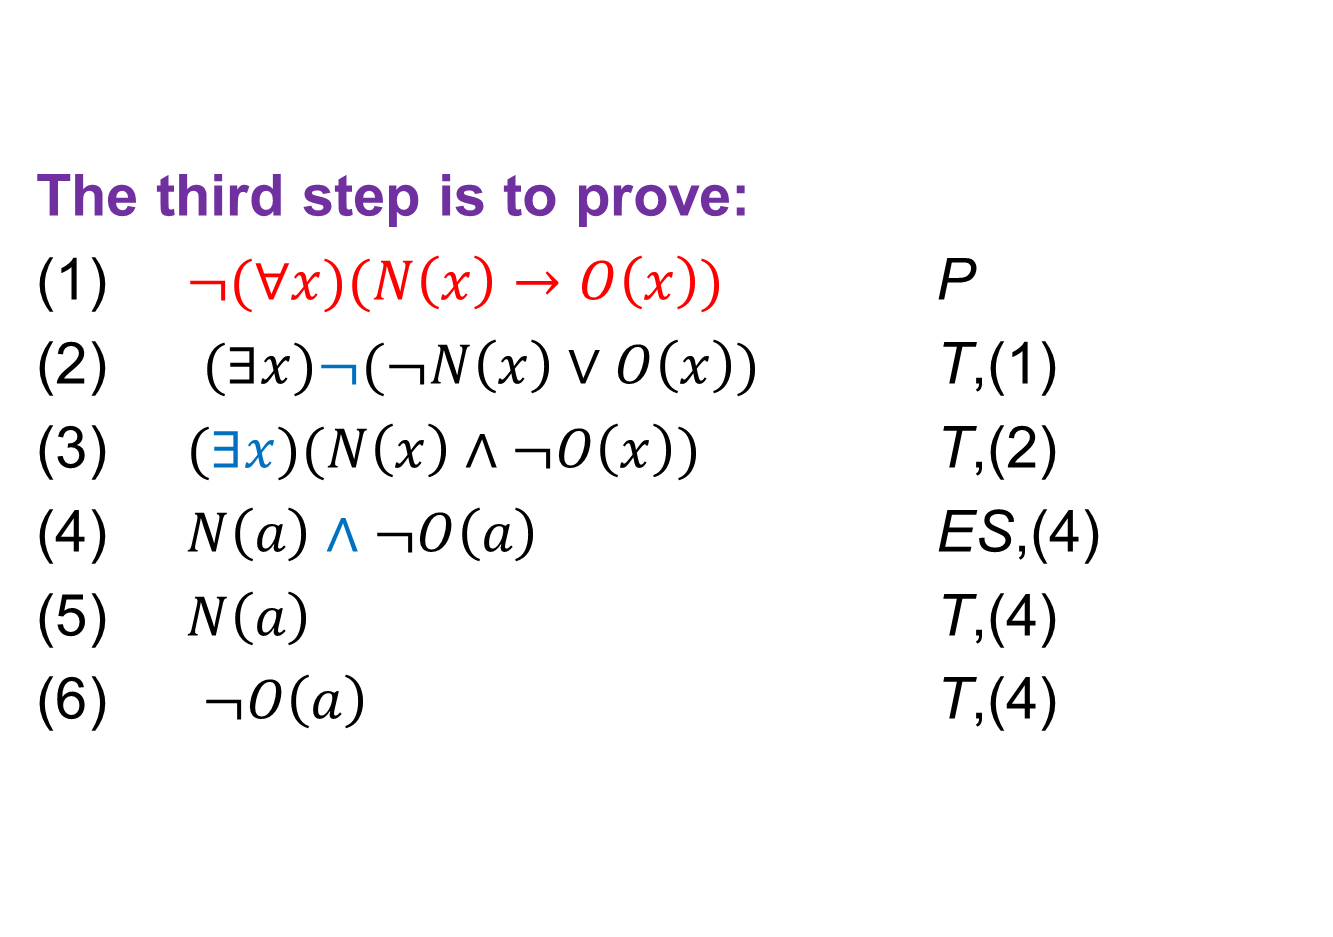 The third step is to prove:
(1) ¬(∀x)(N(x) → O(x)) P
(2) (∃x)¬(¬N(x) ∨ O(x)) T,(1)
(3) (∃x)(N(x) ∧ ¬O(x)) T,(2)
(4) N(a) ∧ ¬O(a) ES,(4)
(5) N(a) T,(4)
(6) ¬O(a) T,(4)